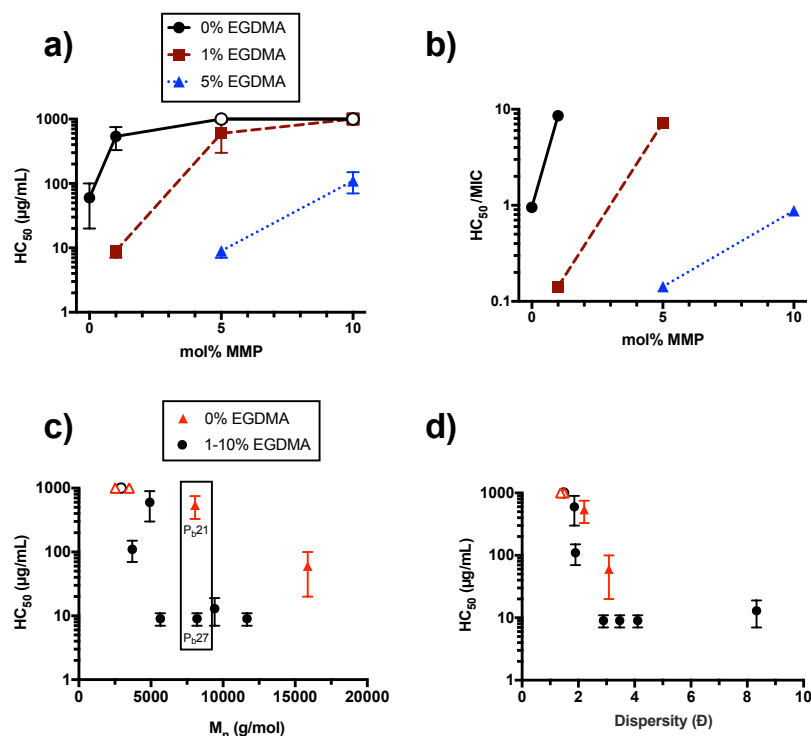 a)
0% EGDMA
1% EGDMA
5% EGDMA
HC50 (µg/mL)
1000
100
10
1
0
5
10
mol% MMP
b)
HC50/MIC
10
1
0.1
0
5
10
mol% MMP
c)
0% EGDMA
1-10% EGDMA
HC50 (µg/mL)
1000
100
10
1
Pb21
Pb27
0
5000
10000
15000
20000
Mn (g/mol)
d)
HC50 (µg/mL)
1000
100
10
1
0
2
4
6
8
10
Dispersity (Đ)